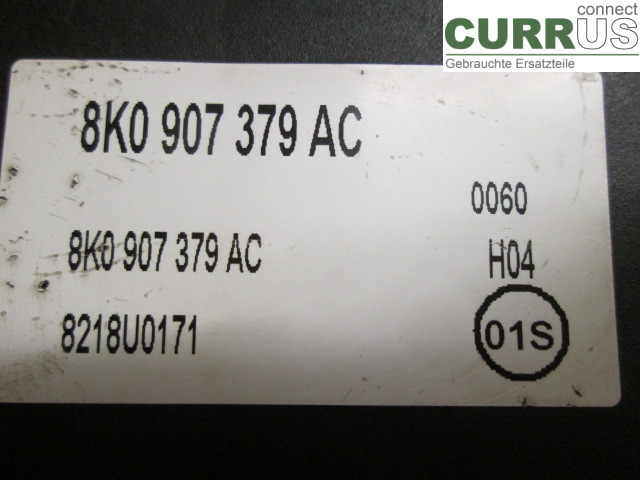 connect
CURRUS
Gebrauchte Ersatzteile
8K0 907 379 AC
0060
8K0 907 379 AC
H04
8218U0171
01S